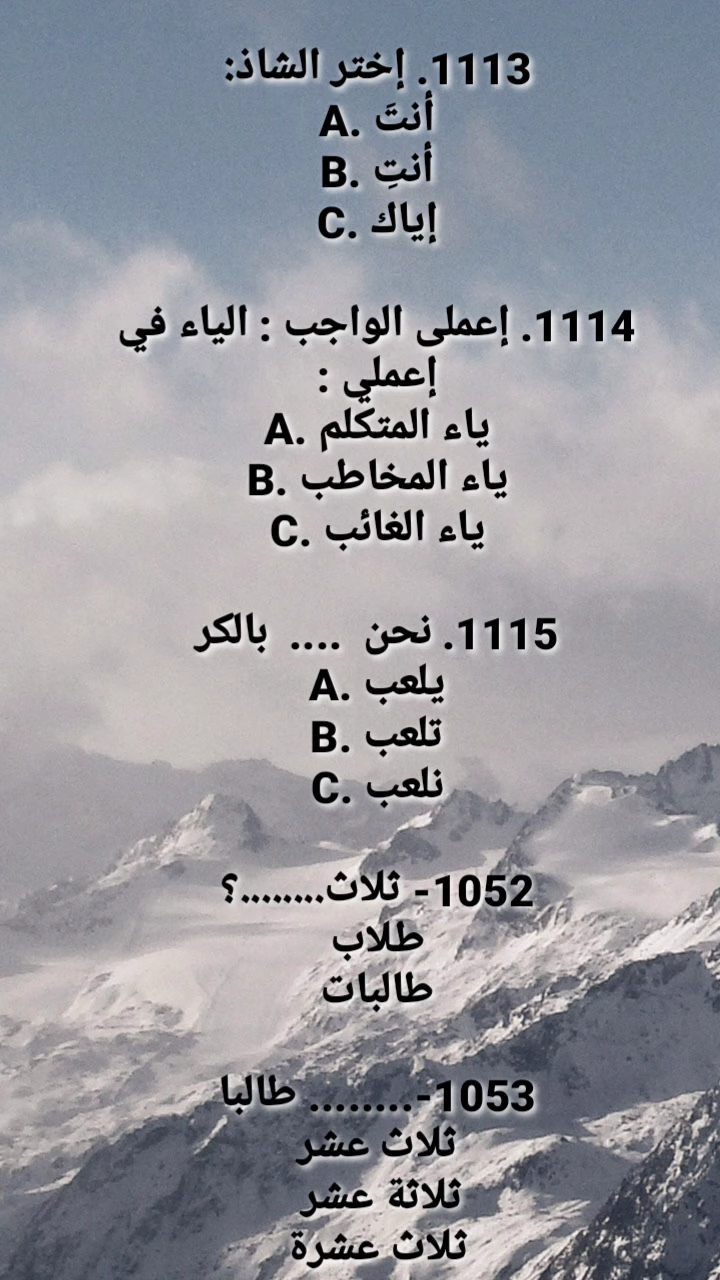 1113. إختر الشاذ:
A. أنتَ
B. أنتِ
C. إياك
1114. إعملى الواجب : الياء في
إعملي :
A. ياء المتكلم
B. ياء المخاطب
C. ياء الغائب
1115. نحن .... بالكر
A. يلعب
B. تلعب
C. نلعب
1052- ثلاث........؟
طلاب
طالبات
1053-........ طالبا
ثلاث عشر
ثلاثة عشر
ثلاث عشرة